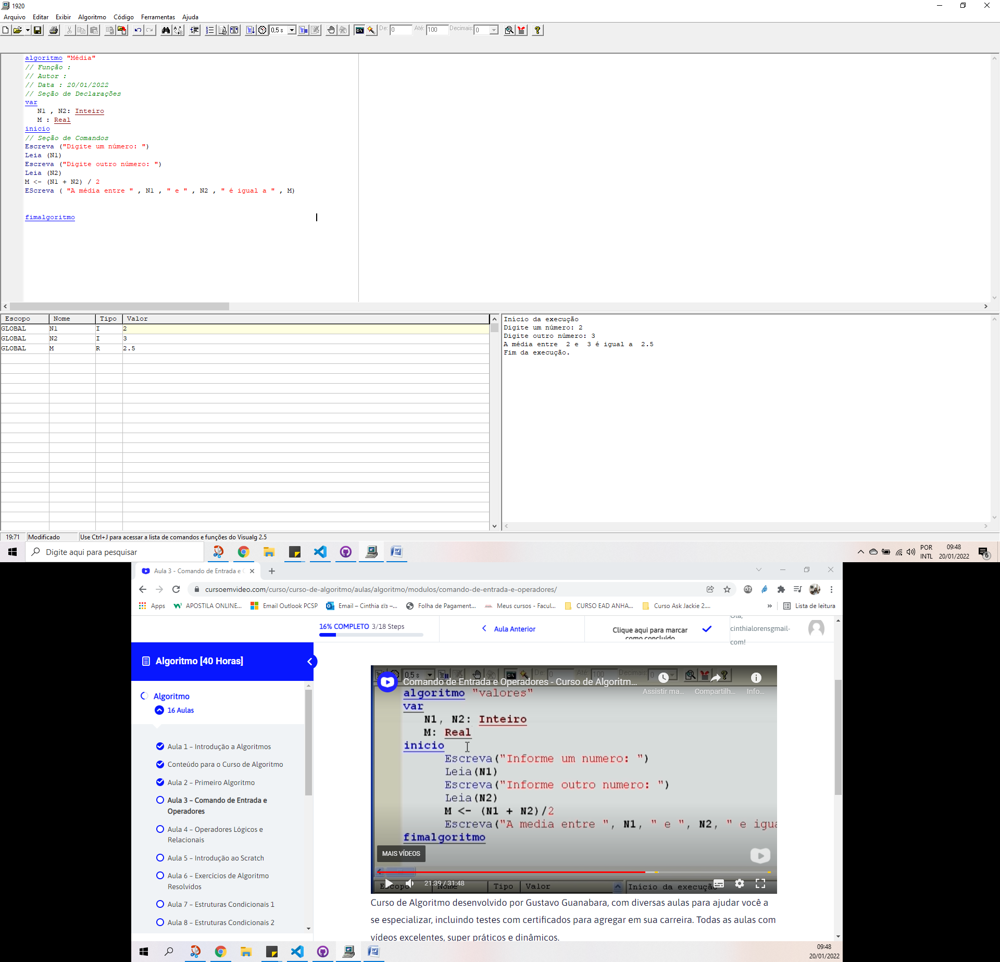 1920
Arquivo Editar Exibir Algoritmo Código Ferramentas Ajuda
0,5 s De: 0 Até: 100 Decimais: 0
algoritmo "Média"
// Função :
// Autor :
// Data : 20/01/2022
// Seção de Declarações
var
N1 , N2: Inteiro
M : Real
inicio
// Seção de Comandos
Escreva ("Digite um número: ")
Leia (N1)
Escreva ("Digite outro número: ")
Leia (N2)
M <- (N1 + N2) / 2
EScreva ( "A média entre " , N1 , " e " , N2 , " é igual a " , M)
fimalgoritmo
Escopo Nome Tipo Valor
GLOBAL N1 I 2
GLOBAL N2 I 3
GLOBAL M R 2.5
Início da execução
Digite um número: 2
Digite outro número: 3
A média entre  2 e  3 é igual a  2.5
Fim da execução.
19:71 Modificado Use Ctrl+J para acessar a lista de comandos e funções do Visualg 2.5
Digite aqui para pesquisar
POR
INTL
09:48
20/01/2022
6
Aula 3 - Comando de Entrada e
cursoemvideo.com/curso/curso-de-algoritmo/aulas/algoritmo/modulos/comando-de-entrada-e-operadores/
Apps APOSTILA ONLINE... Email Outlook PCSP Email – Cinthia εïз –... Folha de Pagament... Meus cursos - Facul... CURSO EAD ANHA... Curso Ask Jackie 2.... » Lista de leitura
16% COMPLETO 3/18 Steps
Aula Anterior
Clique aqui para marcar
como concluído
Olá,
cinthialorensgmail-
com!
Algoritmo [40 Horas]
Algoritmo
16 Aulas
Aula 1 – Introdução a Algoritmos
Conteúdo para o Curso de Algoritmo
Aula 2 – Primeiro Algoritmo
Aula 3 – Comando de Entrada e
Operadores
Aula 4 – Operadores Lógicos e
Relacionais
Aula 5 – Introdução ao Scratch
Aula 6 – Exercícios de Algoritmo
Resolvidos
Aula 7 – Estruturas Condicionais 1
Aula 8 – Estruturas Condicionais 2
0,5 s De: 0 Até: 100 Decimais: 0
Comando de Entrada e Operadores - Curso de Algoritm...
Assistir ma... Compartilh... Info...
algoritmo "valores"
var
N1, N2: Inteiro
M: Real
inicio
Escreva("Informe um numero: ")
Leia(N1)
Escreva("Informe outro numero: ")
Leia(N2)
M <- (N1 + N2)/2
Escreva("A media entre ", N1, " e ", N2, " e igua
fimalgoritmo
MAIS VÍDEOS
21:39 / 31:48
Escopo Nome Tipo Valor Início da execução
Curso de Algoritmo desenvolvido por Gustavo Guanabara, com diversas aulas para ajudar você a
se especializar, incluindo testes com certificados para agregar em sua carreira. Todas as aulas com
vídeos excelentes, super práticos e dinâmicos.
09:48
20/01/2022